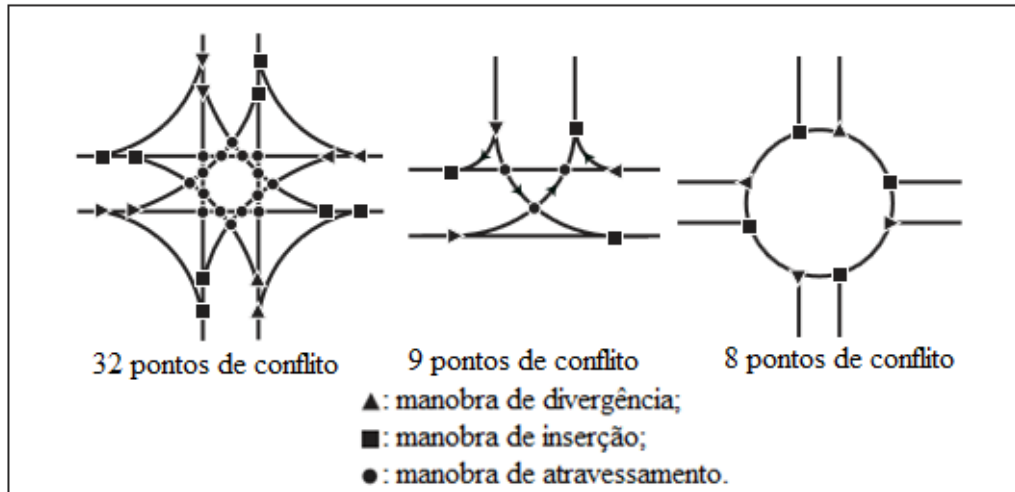 32 pontos de conflito
9 pontos de conflito
8 pontos de conflito
▲: manobra de divergência;
■: manobra de inserção;
●: manobra de atravessamento.